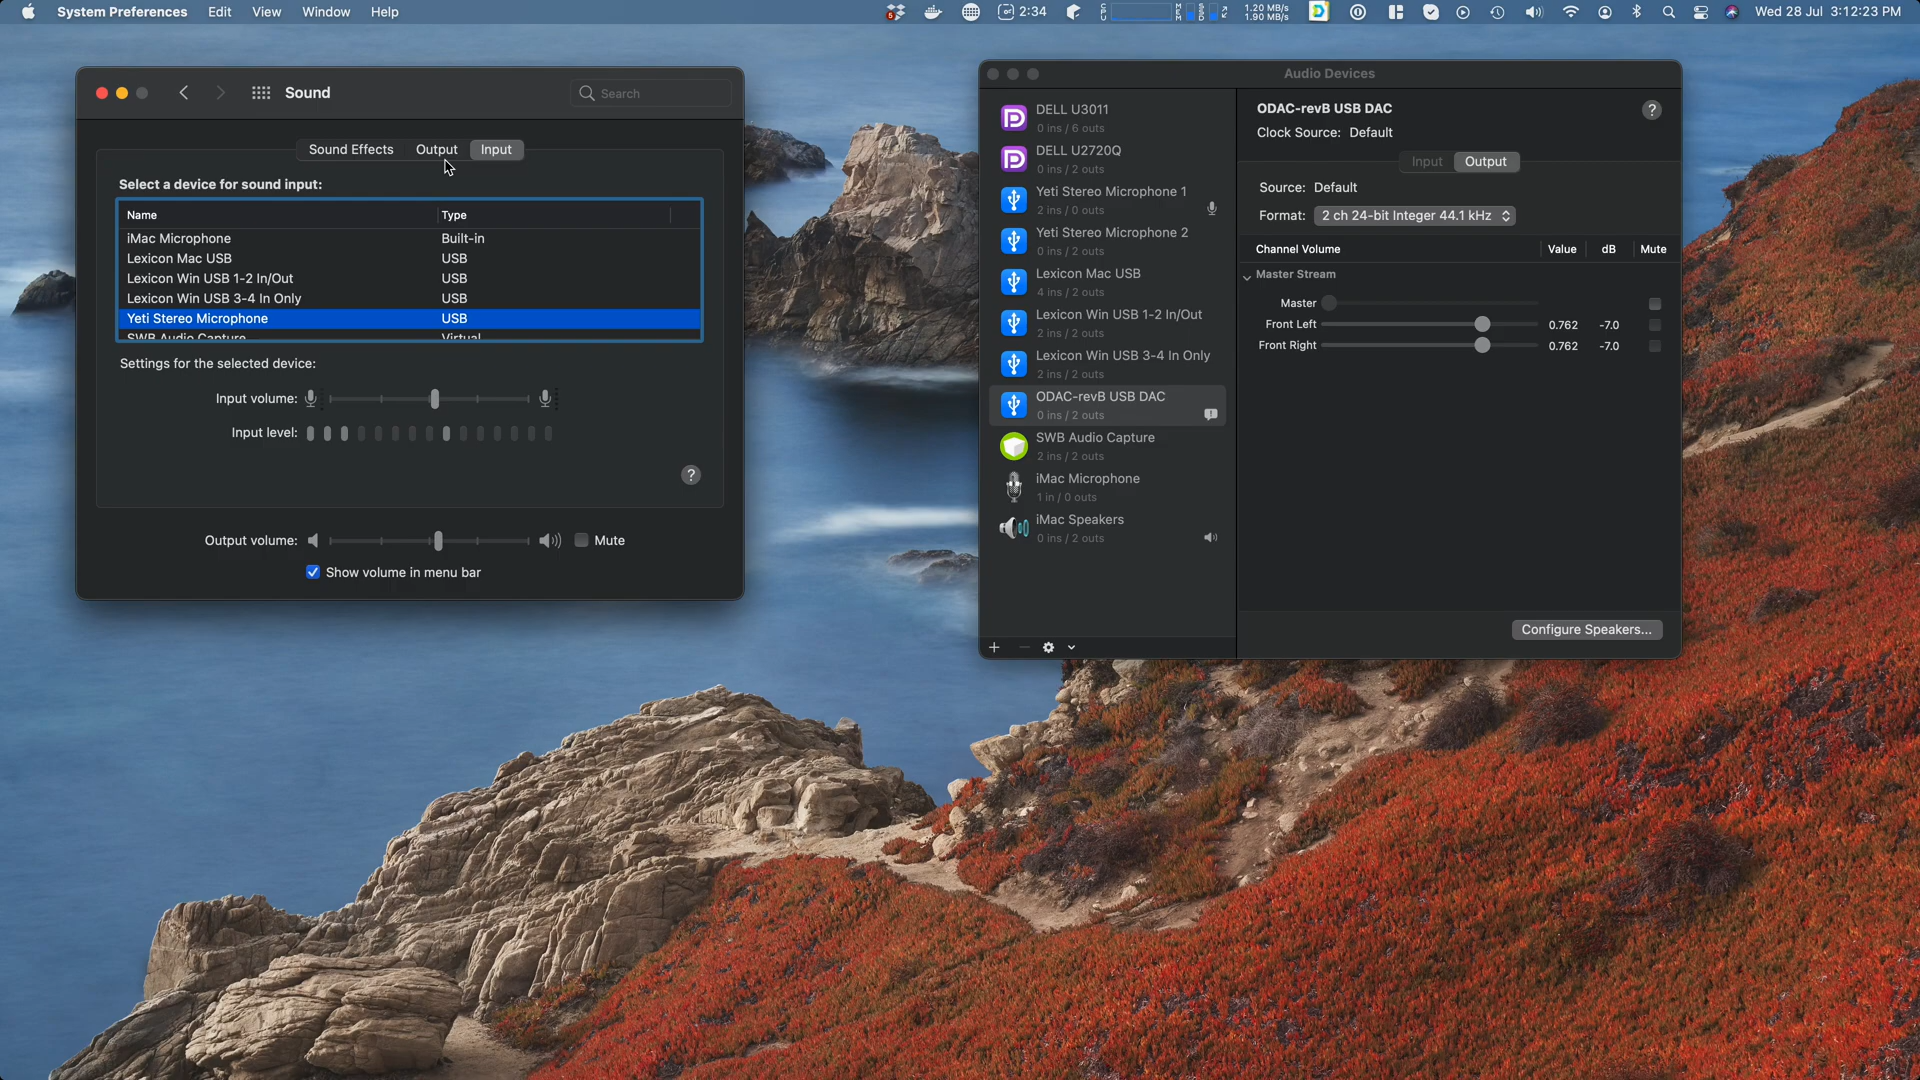 System Preferences Edit View Window Help
5 2:34 CPU MEM SSD 1.20 MB/s 1.90 MB/s Wed 28 Jul 3:12:23 PM
Sound
Search
Sound Effects Output Input
Select a device for sound input:
Name Type
iMac Microphone Built-in
Lexicon Mac USB USB
Lexicon Win USB 1-2 In/Out USB
Lexicon Win USB 3-4 In Only USB
Yeti Stereo Microphone USB
SWB Audio Capture Virtual
Settings for the selected device:
Input volume:
Input level:
?
Output volume: Mute
Show volume in menu bar
Audio Devices
DELL U3011
0 ins / 6 outs
DELL U2720Q
0 ins / 2 outs
Yeti Stereo Microphone 1
2 ins / 0 outs
Yeti Stereo Microphone 2
0 ins / 2 outs
Lexicon Mac USB
4 ins / 2 outs
Lexicon Win USB 1-2 In/Out
2 ins / 2 outs
Lexicon Win USB 3-4 In Only
2 ins / 2 outs
ODAC-revB USB DAC
0 ins / 2 outs
SWB Audio Capture
2 ins / 2 outs
iMac Microphone
1 in / 0 outs
iMac Speakers
0 ins / 2 outs
ODAC-revB USB DAC
?
Clock Source: Default
Input Output
Source: Default
Format: 2 ch 24-bit Integer 44.1 kHz
Channel Volume Value dB Mute
Master Stream
Master
Front Left 0.762 -7.0
Front Right 0.762 -7.0
Configure Speakers...